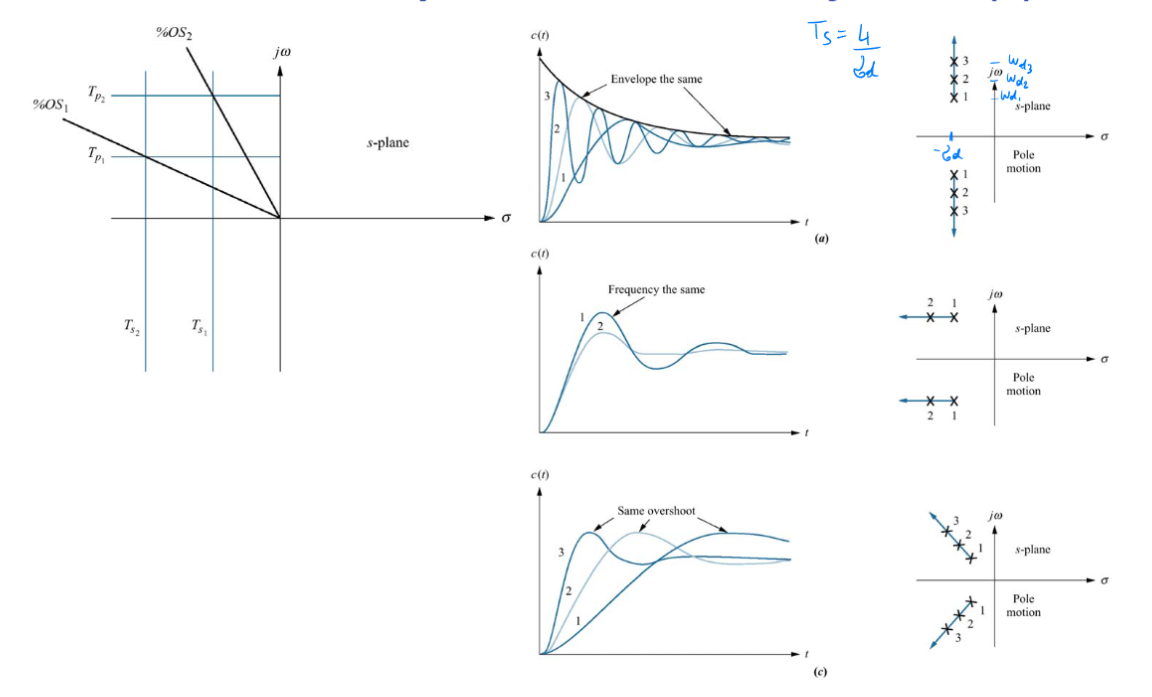 %OS₂
jω
%OS₁
Tp₂
Tp₁
s-plane
σ
Ts₂
Ts₁
c(t)
Envelope the same
3
2
1
t
(a)
Ts = 4
σd
3
2
1
jω
ωd3
ωd2
ωd1
s-plane
σ
-σd
Pole
motion
1
2
3
c(t)
Frequency the same
1
2
t
2 1
jω
s-plane
σ
Pole
motion
2 1
c(t)
Same overshoot
3
2
1
t
(c)
3
2
1
jω
s-plane
σ
Pole
motion
1
2
3